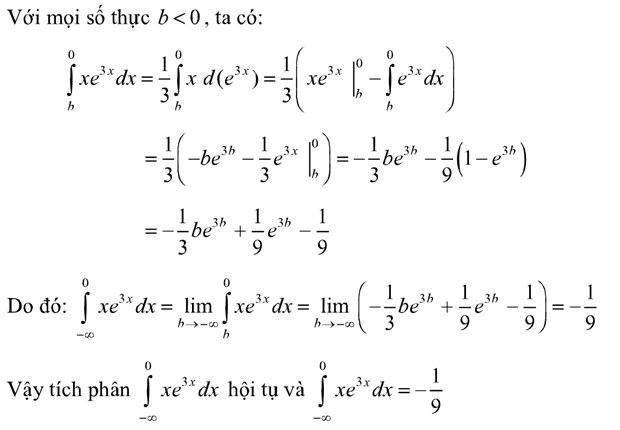 Với mọi số thực b < 0, ta có:
∫_b^0 xe^{3x} dx = 1/3 ∫_b^0 x d(e^{3x}) = 1/3 ( xe^{3x} |_b^0 − ∫_b^0 e^{3x} dx )
= 1/3 ( −be^{3b} − 1/3 e^{3x} |_b^0 ) = − 1/3 be^{3b} − 1/9 (1 − e^{3b})
= − 1/3 be^{3b} + 1/9 e^{3b} − 1/9
Do đó: ∫_{−∞}^0 xe^{3x} dx = lim_{b→−∞} ∫_b^0 xe^{3x} dx = lim_{b→−∞} ( − 1/3 be^{3b} + 1/9 e^{3b} − 1/9 ) = − 1/9
Vậy tích phân ∫_{−∞}^0 xe^{3x} dx hội tụ và ∫_{−∞}^0 xe^{3x} dx = − 1/9